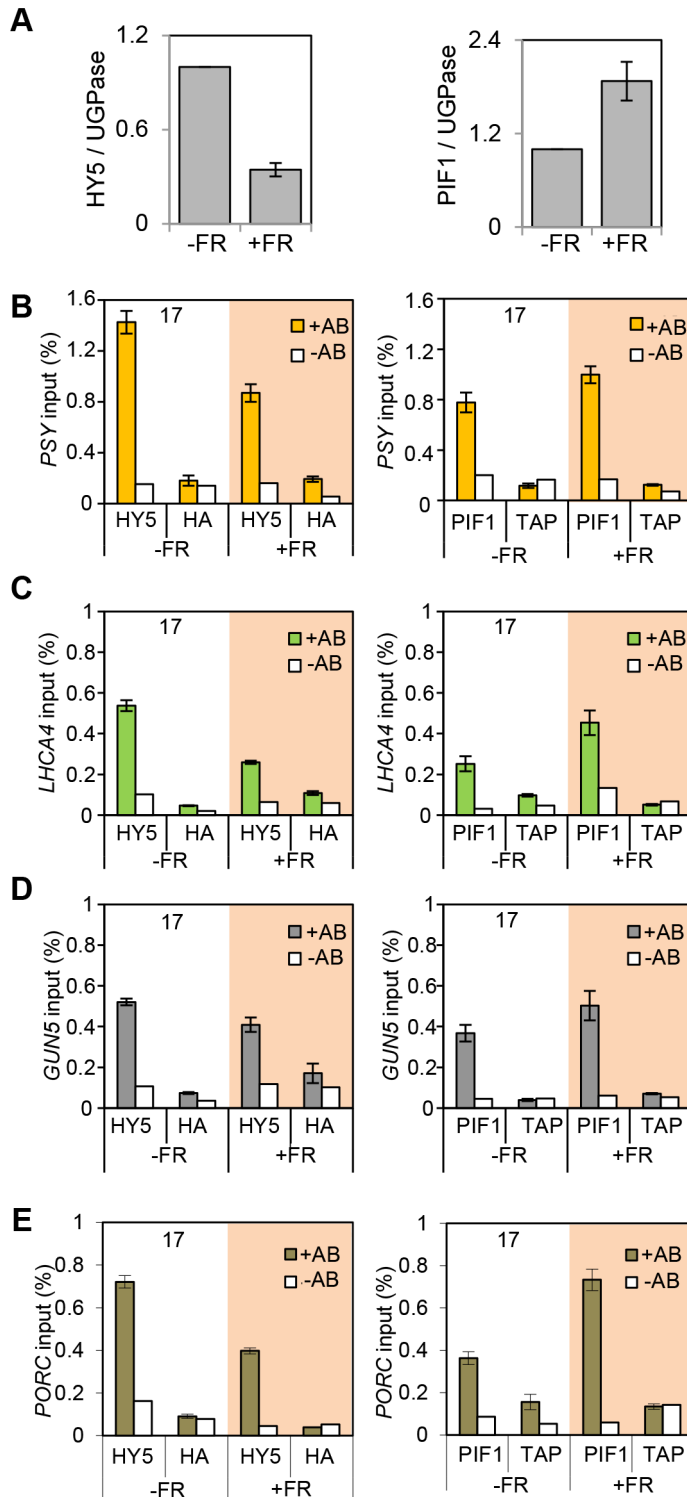 A
HY5 / UGPase
1.2
0.6
0
-FR +FR
PIF1 / UGPase
2.4
1.2
0
-FR +FR
B
PSY input (%)
1.6
1.2
0.8
0.4
0
17
+AB
-AB
HY5 HA HY5 HA
-FR +FR
PSY input (%)
1.6
1.2
0.8
0.4
0
17
+AB
-AB
PIF1 TAP PIF1 TAP
-FR +FR
C
LHCA4 input (%)
1
0.8
0.6
0.4
0.2
0
17
+AB
-AB
HY5 HA HY5 HA
-FR +FR
LHCA4 input (%)
1
0.8
0.6
0.4
0.2
0
17
+AB
-AB
PIF1 TAP PIF1 TAP
-FR +FR
D
GUN5 input (%)
1
0.8
0.6
0.4
0.2
0
17
+AB
-AB
HY5 HA HY5 HA
-FR +FR
GUN5 input (%)
1
0.8
0.6
0.4
0.2
0
17
+AB
-AB
PIF1 TAP PIF1 TAP
-FR +FR
E
PORC input (%)
1
0.8
0.6
0.4
0.2
0
17
+AB
-AB
HY5 HA HY5 HA
-FR +FR
PORC input (%)
1
0.8
0.6
0.4
0.2
0
17
+AB
-AB
PIF1 TAP PIF1 TAP
-FR +FR